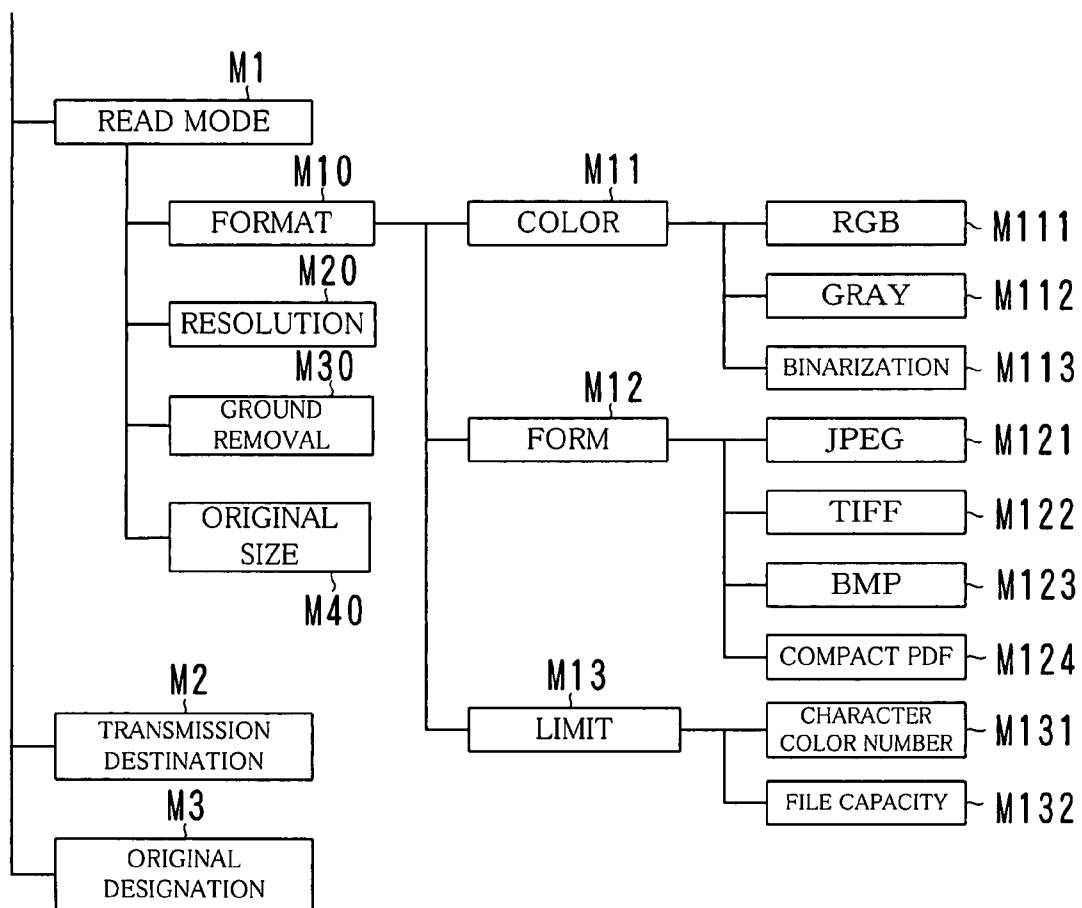 M1
READ MODE
M10
FORMAT
M11
COLOR
RGB
M111
GRAY
M112
BINARIZATION
M113
M20
RESOLUTION
M30
GROUND
REMOVAL
ORIGINAL
SIZE
M40
M12
FORM
JPEG
M121
TIFF
M122
BMP
M123
COMPACT PDF
M124
M13
LIMIT
CHARACTER
COLOR NUMBER
M131
FILE CAPACITY
M132
M2
TRANSMISSION
DESTINATION
M3
ORIGINAL
DESIGNATION